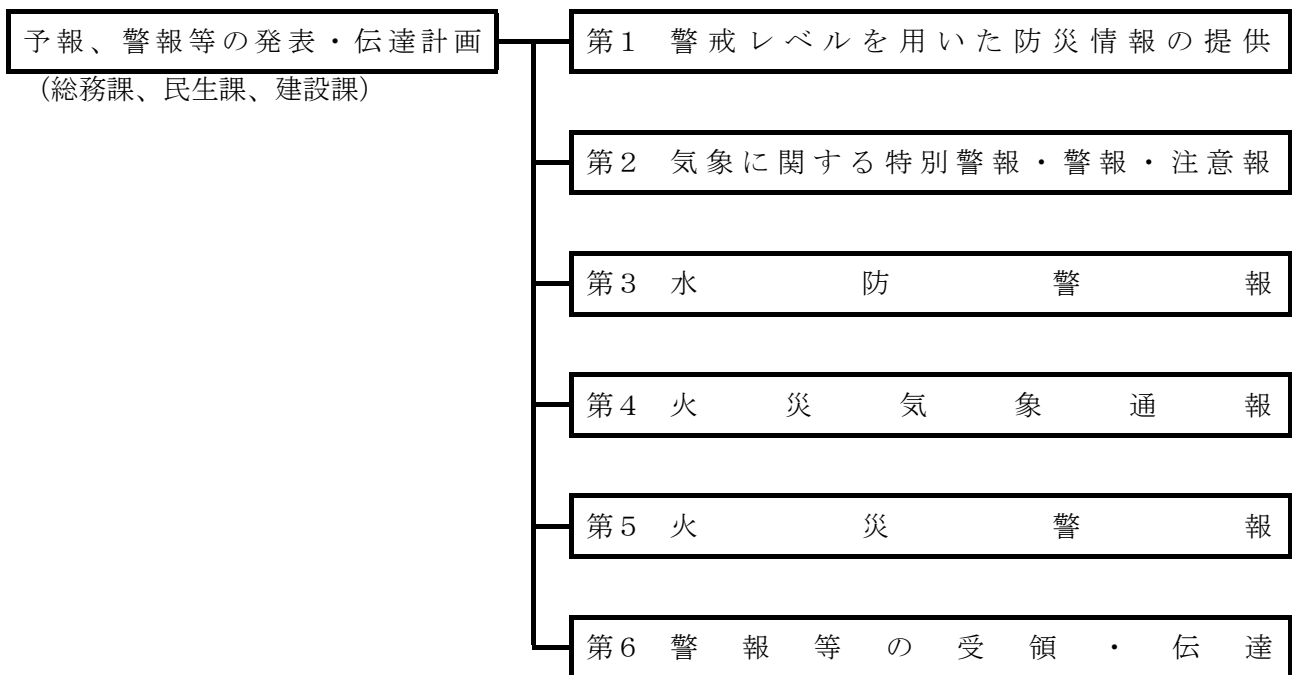 予報、警報等の発表・伝達計画
（総務課、民生課、建設課）
第1 警戒レベルを用いた防災情報の提供
第2 気象に関する特別警報・警報・注意報
第3 水防警報
第4 火災気象通報
第5 火災警報
第6 警報等の受領・伝達